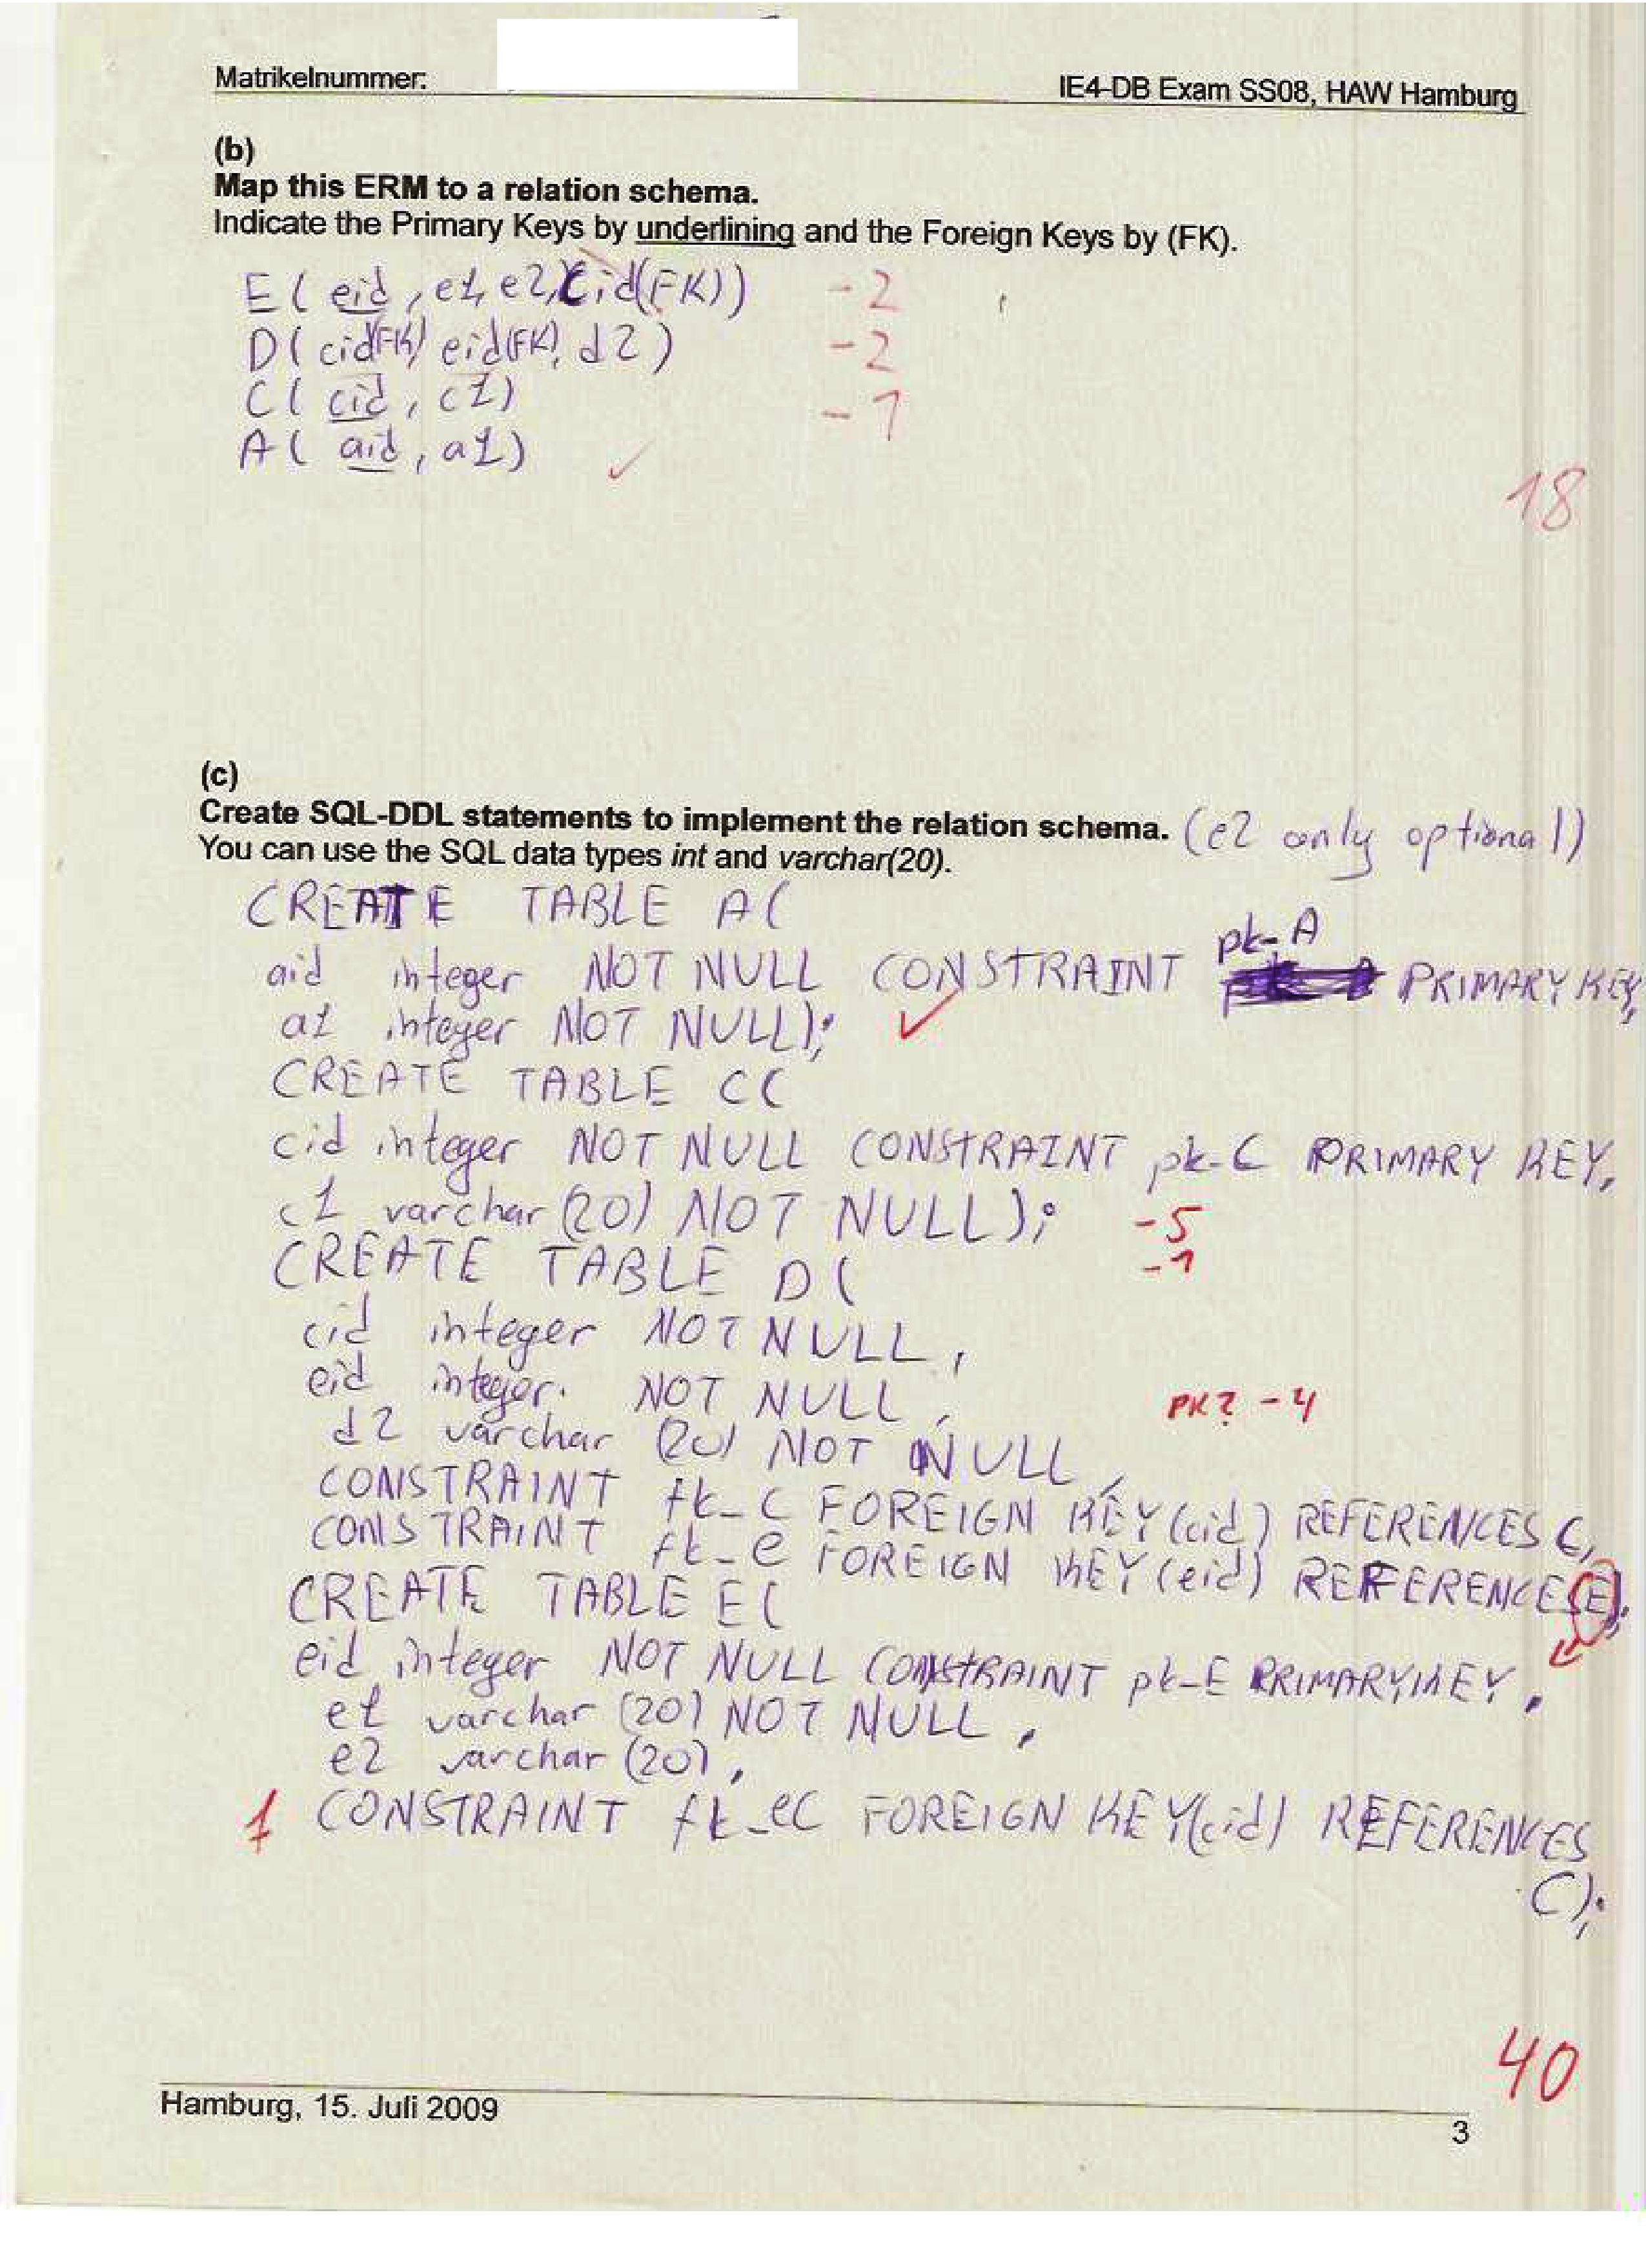 Matrikelnummer:
IE4-DB Exam SS08, HAW Hamburg
(b)
Map this ERM to a relation schema.
Indicate the Primary Keys by underlining and the Foreign Keys by (FK).
E( eid, e1, e2, cid(FK)) -2
D( cid(FK) eid(FK), d2 ) -2
C( cid, c1) -1
A( aid, a1) ✓
18
(c)
Create SQL-DDL statements to implement the relation schema. (e2 only optional)
You can use the SQL data types int and varchar(20).
CREATE TABLE A(
aid integer NOT NULL CONSTRAINT pk-A PRIMARY KEY,
a1 integer NOT NULL); ✓
CREATE TABLE C(
cid integer NOT NULL CONSTRAINT pk-C PRIMARY KEY,
c1 varchar(20) NOT NULL); -5
CREATE TABLE D( -1
cid integer NOT NULL,
eid integer NOT NULL,
PK? -4
d2 varchar (20) NOT NULL,
CONSTRAINT fk_C FOREIGN KEY(cid) REFERENCES C,
CONSTRAINT fk_e FOREIGN KEY(eid) REFERENCES E);
CREATE TABLE E(
eid integer NOT NULL CONSTRAINT pk-E PRIMARY KEY,
e1 varchar (20) NOT NULL,
e2 varchar (20),
CONSTRAINT fk_eC FOREIGN KEY(cid) REFERENCES
C);
40
Hamburg, 15. Juli 2009
3